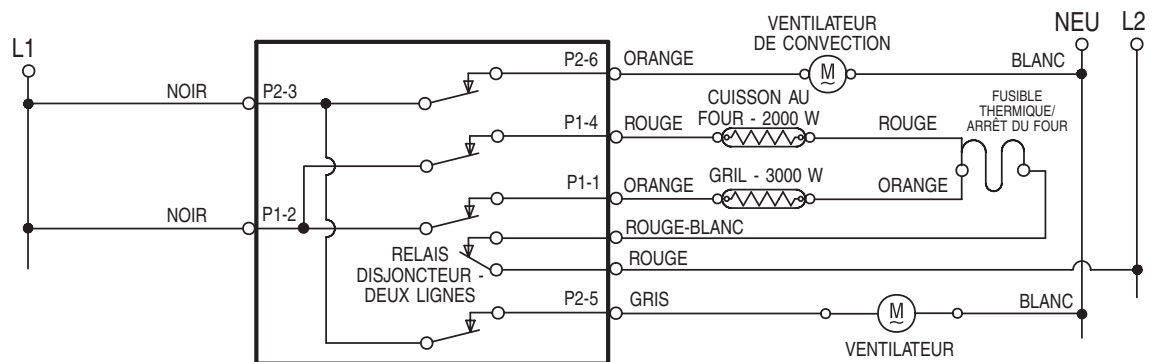 VENTILATEUR
DE CONVECTION
NEU
L2
L1
P2-6
ORANGE
M
~
BLANC
NOIR
P2-3
CUISSON AU
FOUR - 2000 W
FUSIBLE
THERMIQUE/
ARRÊT DU FOUR
P1-4
ROUGE
ROUGE
GRIL - 3000 W
P1-1
ORANGE
ORANGE
NOIR
P1-2
ROUGE-BLANC
RELAIS
DISJONCTEUR -
DEUX LIGNES
ROUGE
P2-5
GRIS
M
~
BLANC
VENTILATEUR